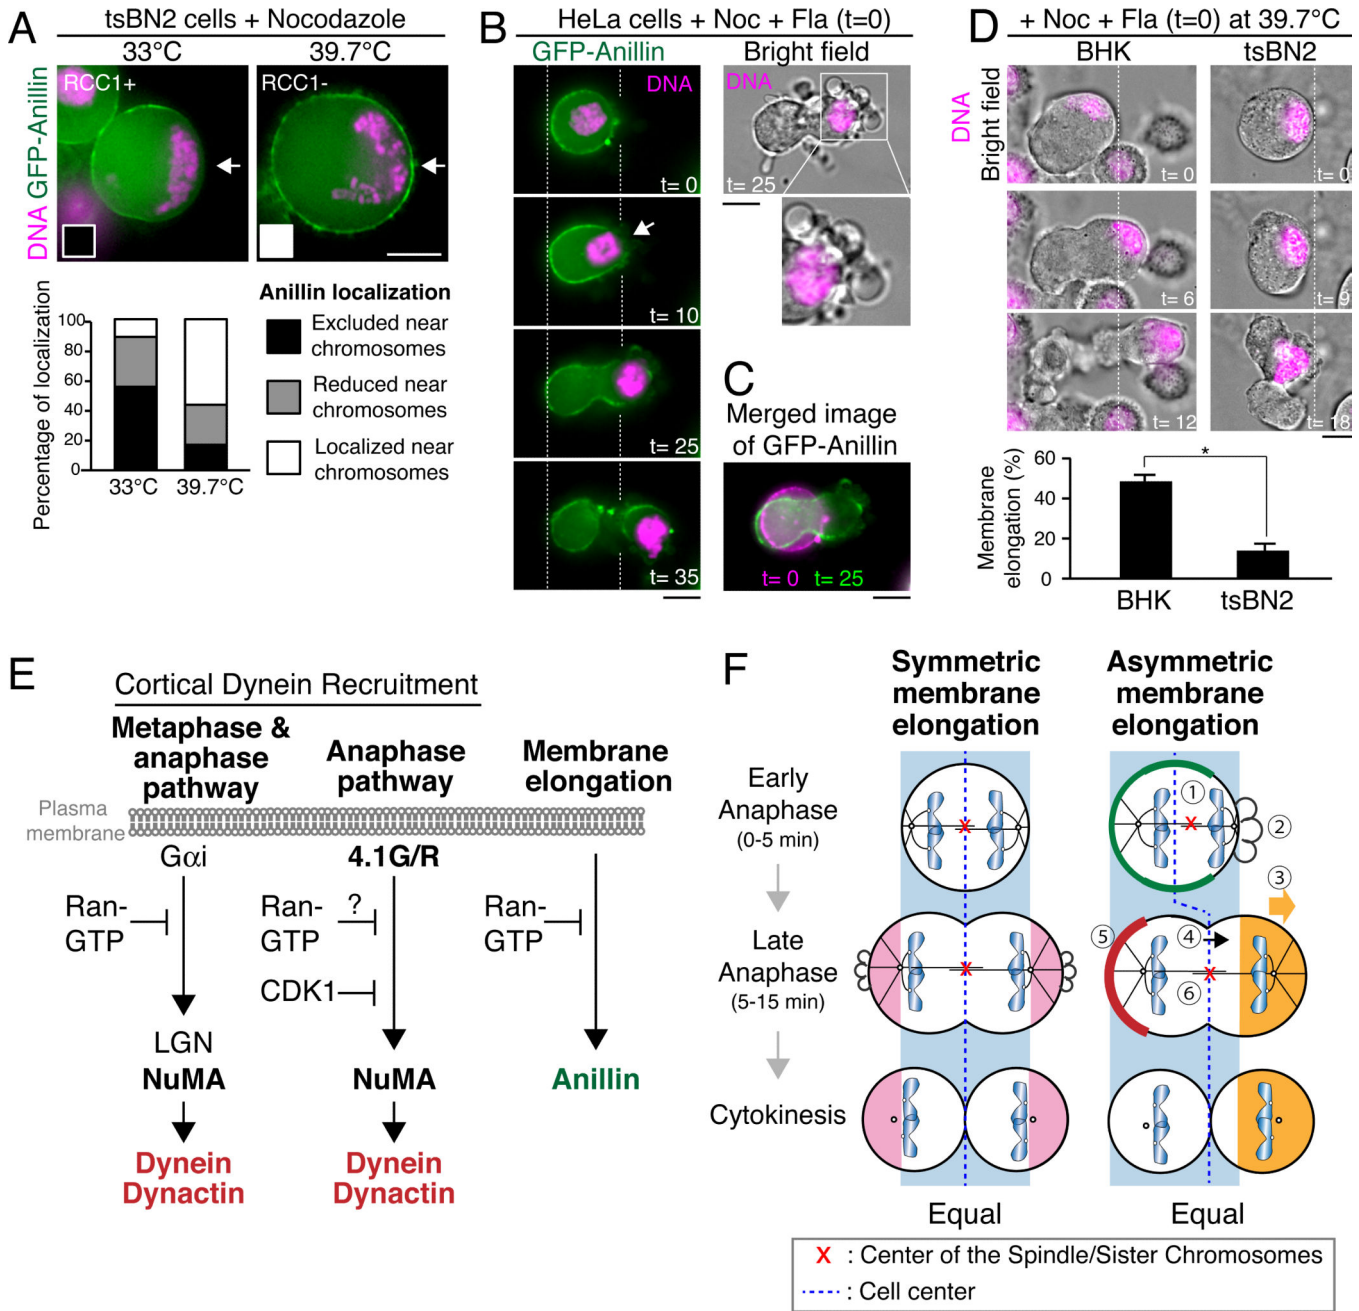 A
tsBN2 cells + Nocodazole
33°C
39.7°C
DNA GFP-Anillin
RCC1+
RCC1-
Anillin localization
Percentage of localization
100
80
60
40
20
0
33°C
39.7°C
Excluded near
chromosomes
Reduced near
chromosomes
Localized near
chromosomes
B
HeLa cells + Noc + Fla (t=0)
GFP-Anillin
Bright field
DNA
t= 0
t= 10
t= 25
t= 35
DNA
t= 25
C
Merged image
of GFP-Anillin
t= 0
t= 25
D
+ Noc + Fla (t=0) at 39.7°C
BHK
tsBN2
DNA
Bright field
t= 0
t= 0
t= 6
t= 9
t= 12
t= 18
Membrane
elongation (%)
60
40
20
0
*
BHK
tsBN2
E
Cortical Dynein Recruitment
Metaphase &
anaphase
pathway
Anaphase
pathway
Membrane
elongation
Plasma
membrane
Gαi
4.1G/R
Ran-
GTP
Ran-
GTP
?
Ran-
GTP
CDK1
LGN
NuMA
NuMA
Anillin
Dynein
Dynactin
Dynein
Dynactin
F
Symmetric
membrane
elongation
Asymmetric
membrane
elongation
Early
Anaphase
(0-5 min)
①
②
③
Late
Anaphase
(5-15 min)
⑤
④
⑥
X
X
X
X
Cytokinesis
Equal
Equal
X : Center of the Spindle/Sister Chromosomes
: Cell center